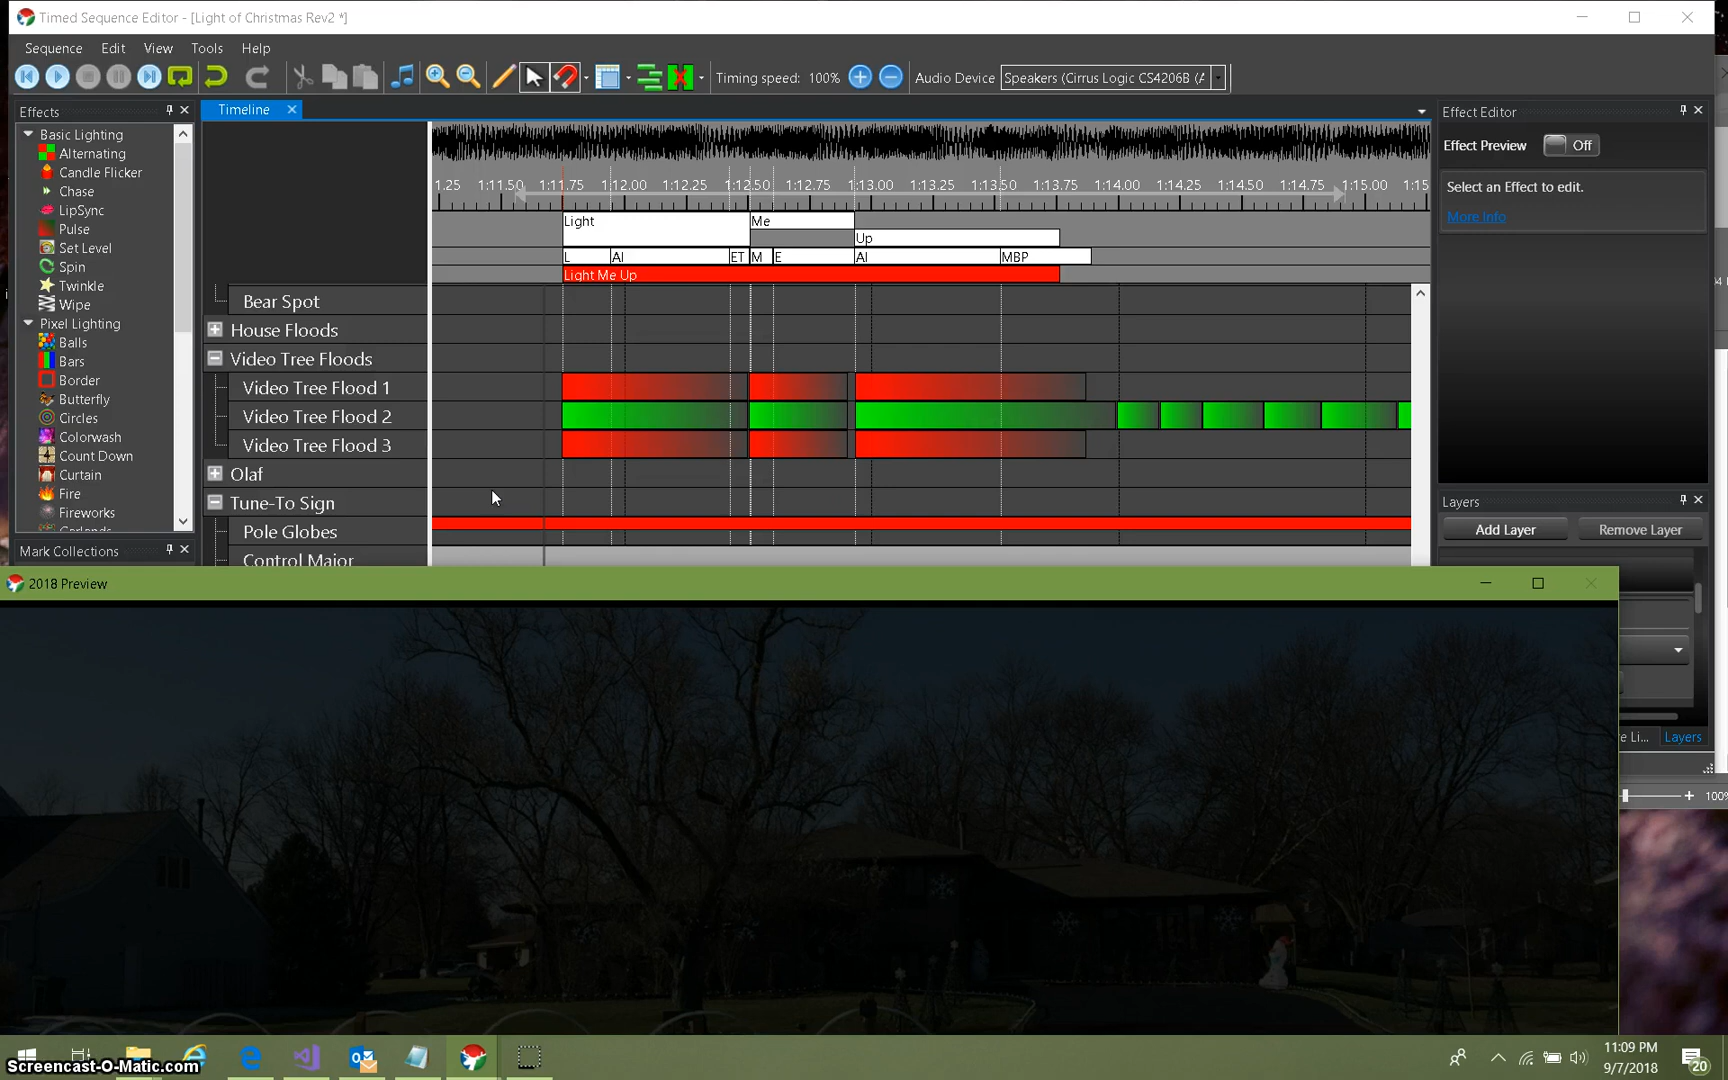 Timed Sequence Editor - [Light of Christmas Rev2 *]
Sequence Edit View Tools Help
Timing speed: 100% Audio Device Speakers (Cirrus Logic CS4206B (A
Effects
Basic Lighting
Alternating
Candle Flicker
Chase
LipSync
Pulse
Set Level
Spin
Twinkle
Wipe
Pixel Lighting
Balls
Bars
Border
Butterfly
Circles
Colorwash
Count Down
Curtain
Fire
Fireworks
Garlands
Mark Collections
Timeline
1.25 1:11.50 1:11.75 1:12.00 1:12.25 1:12.50 1:12.75 1:13.00 1:13.25 1:13.50 1:13.75 1:14.00 1:14.25 1:14.50 1:14.75 1:15.00 1:15
Light Me
Up
L AI ET M E AI MBP
Light Me Up
Bear Spot
House Floods
Video Tree Floods
Video Tree Flood 1
Video Tree Flood 2
Video Tree Flood 3
Olaf
Tune-To Sign
Pole Globes
Control Major
Effect Editor
Effect Preview Off
Select an Effect to edit.
More Info
Layers
Add Layer Remove Layer
e Li... Layers
100%
2018 Preview
Screencast-O-Matic.com
11:09 PM
9/7/2018
20